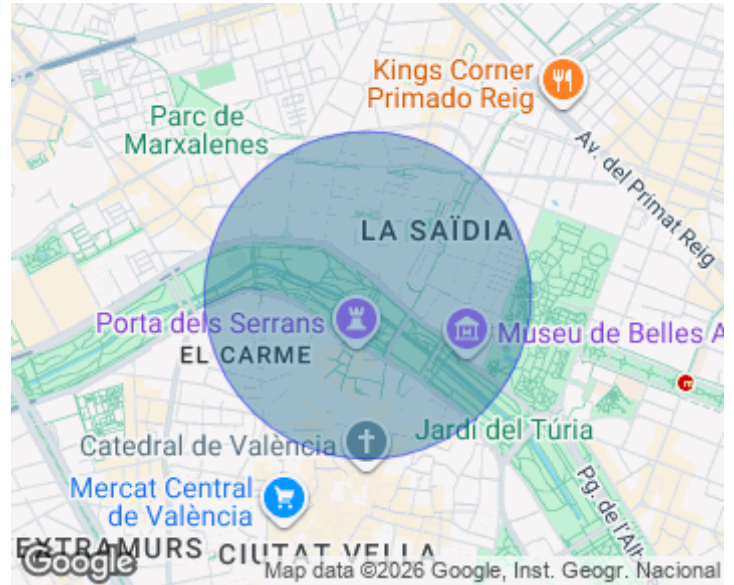 Kings Corner
Primado Reig
Parc de
Marxalenes
Av. del Primat Reig
LA SAÏDIA
Porta dels Serrans
Museu de Belles A
EL CARME
Jardí del Túria
Catedral de València
Mercat Central
de València
Pg. de l'Alb
EXTRAMURS
CIUTAT VELLA
Google
Map data ©2026 Google, Inst. Geogr. Nacional